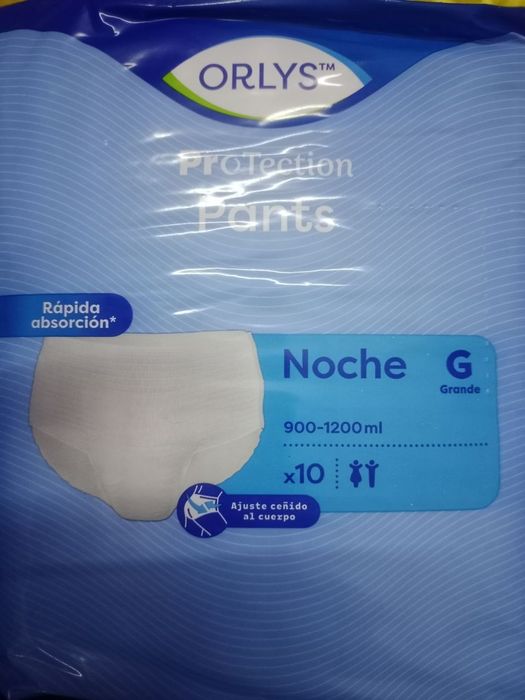 ORLYS™
ProTection
Pants
Rápida
absorción*
Noche
G
Grande
900-1200ml
x10
Ajuste ceñido
al cuerpo